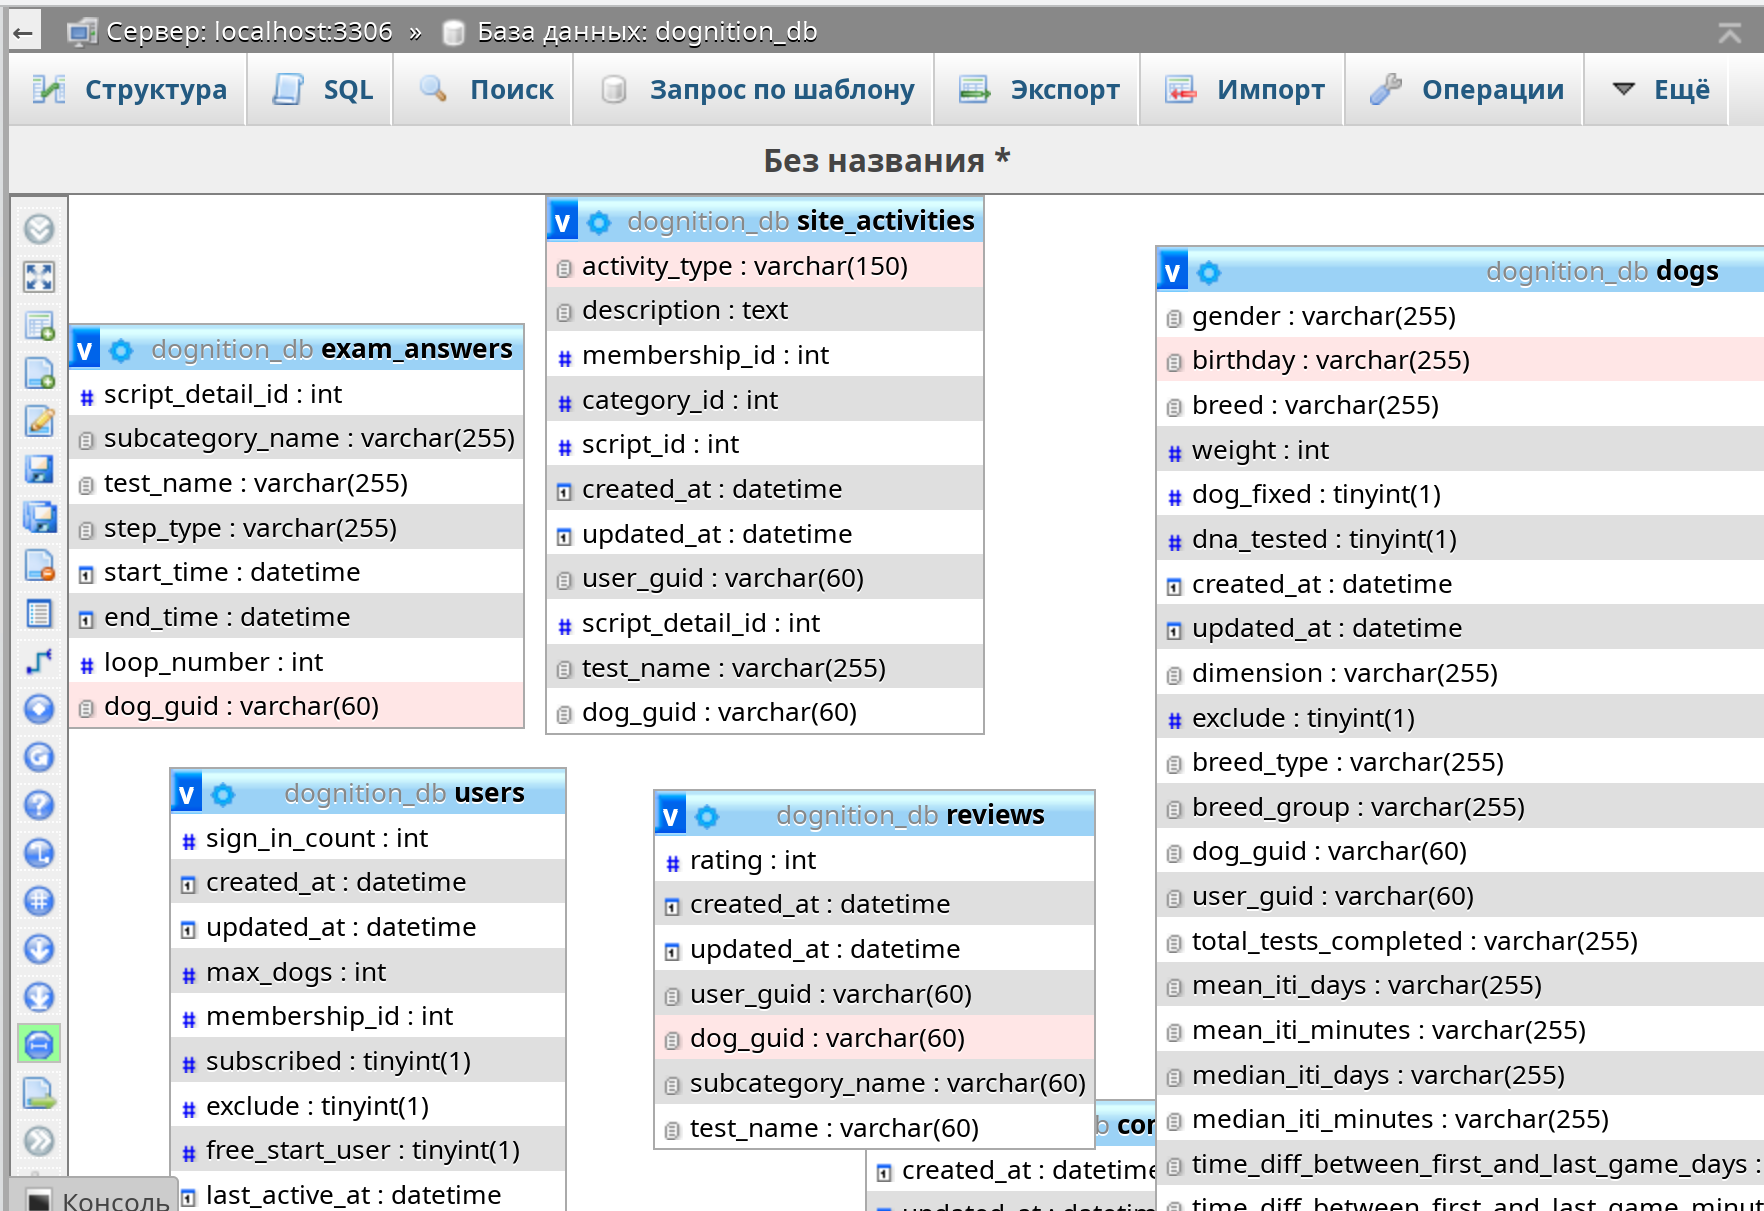 Сервер: localhost:3306 » База данных: dognition_db
Структура SQL Поиск Запрос по шаблону Экспорт Импорт Операции Ещё
Без названия *
v dognition_db exam_answers
script_detail_id : int
subcategory_name : varchar(255)
test_name : varchar(255)
step_type : varchar(255)
start_time : datetime
end_time : datetime
loop_number : int
dog_guid : varchar(60)
v dognition_db site_activities
activity_type : varchar(150)
description : text
membership_id : int
category_id : int
script_id : int
created_at : datetime
updated_at : datetime
user_guid : varchar(60)
script_detail_id : int
test_name : varchar(255)
dog_guid : varchar(60)
v dognition_db dogs
gender : varchar(255)
birthday : varchar(255)
breed : varchar(255)
weight : int
dog_fixed : tinyint(1)
dna_tested : tinyint(1)
created_at : datetime
updated_at : datetime
dimension : varchar(255)
exclude : tinyint(1)
breed_type : varchar(255)
breed_group : varchar(255)
dog_guid : varchar(60)
user_guid : varchar(60)
total_tests_completed : varchar(255)
mean_iti_days : varchar(255)
mean_iti_minutes : varchar(255)
median_iti_days : varchar(255)
median_iti_minutes : varchar(255)
time_diff_between_first_and_last_game_days :
time_diff_between_first_and_last_game_minut
v dognition_db users
sign_in_count : int
created_at : datetime
updated_at : datetime
max_dogs : int
membership_id : int
subscribed : tinyint(1)
exclude : tinyint(1)
free_start_user : tinyint(1)
last_active_at : datetime
v dognition_db reviews
rating : int
created_at : datetime
updated_at : datetime
user_guid : varchar(60)
dog_guid : varchar(60)
subcategory_name : varchar(60)
test_name : varchar(60)
b con
created_at : datetime
updated_at : datetim
Консоль